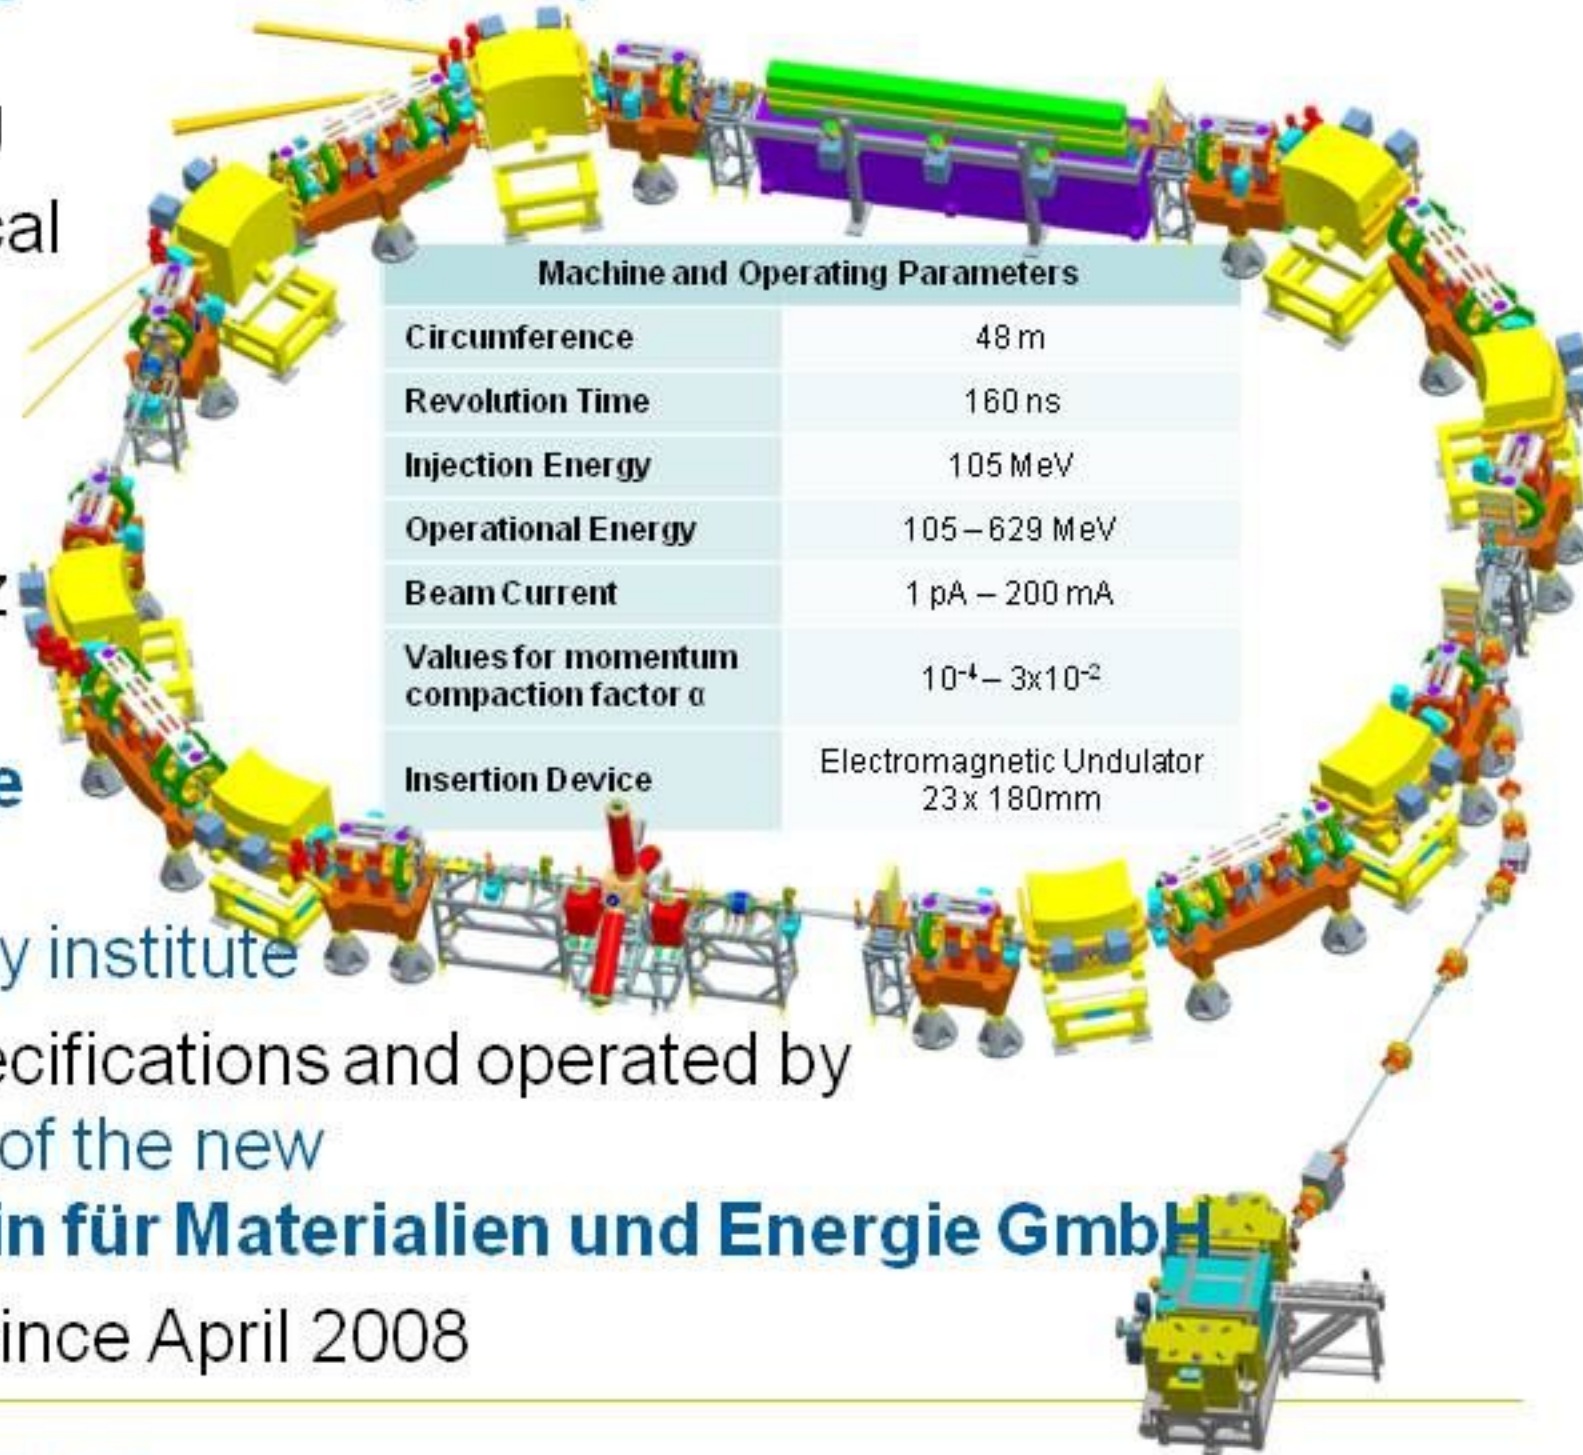 cal
Machine and Operating Parameters
Circumference 48 m
Revolution Time 160 ns
Injection Energy 105 MeV
Operational Energy 105 – 629 MeV
Beam Current 1 pA – 200 mA
z
Values for momentum
compaction factor α 10⁻⁴ – 3x10⁻²
e
Insertion Device Electromagnetic Undulator
23 x 180mm
y institute
ecifications and operated by
of the new
in für Materialien und Energie GmbH
ince April 2008